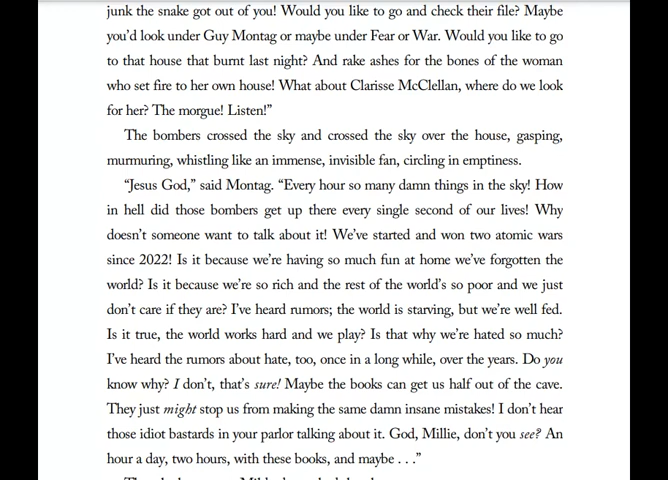 junk the snake got out of you! Would you like to go and check their file? Maybe
you’d look under Guy Montag or maybe under Fear or War. Would you like to go
to that house that burnt last night? And rake ashes for the bones of the woman
who set fire to her own house! What about Clarisse McClellan, where do we look
for her? The morgue! Listen!”
The bombers crossed the sky and crossed the sky over the house, gasping,
murmuring, whistling like an immense, invisible fan, circling in emptiness.
“Jesus God,” said Montag. “Every hour so many damn things in the sky! How
in hell did those bombers get up there every single second of our lives! Why
doesn’t someone want to talk about it! We’ve started and won two atomic wars
since 2022! Is it because we’re having so much fun at home we’ve forgotten the
world? Is it because we’re so rich and the rest of the world’s so poor and we just
don’t care if they are? I’ve heard rumors; the world is starving, but we’re well fed.
Is it true, the world works hard and we play? Is that why we’re hated so much?
I’ve heard the rumors about hate, too, once in a long while, over the years. Do you
know why? I don’t, that’s sure! Maybe the books can get us half out of the cave.
They just might stop us from making the same damn insane mistakes! I don’t hear
those idiot bastards in your parlor talking about it. God, Millie, don’t you see? An
hour a day, two hours, with these books, and maybe . . .”